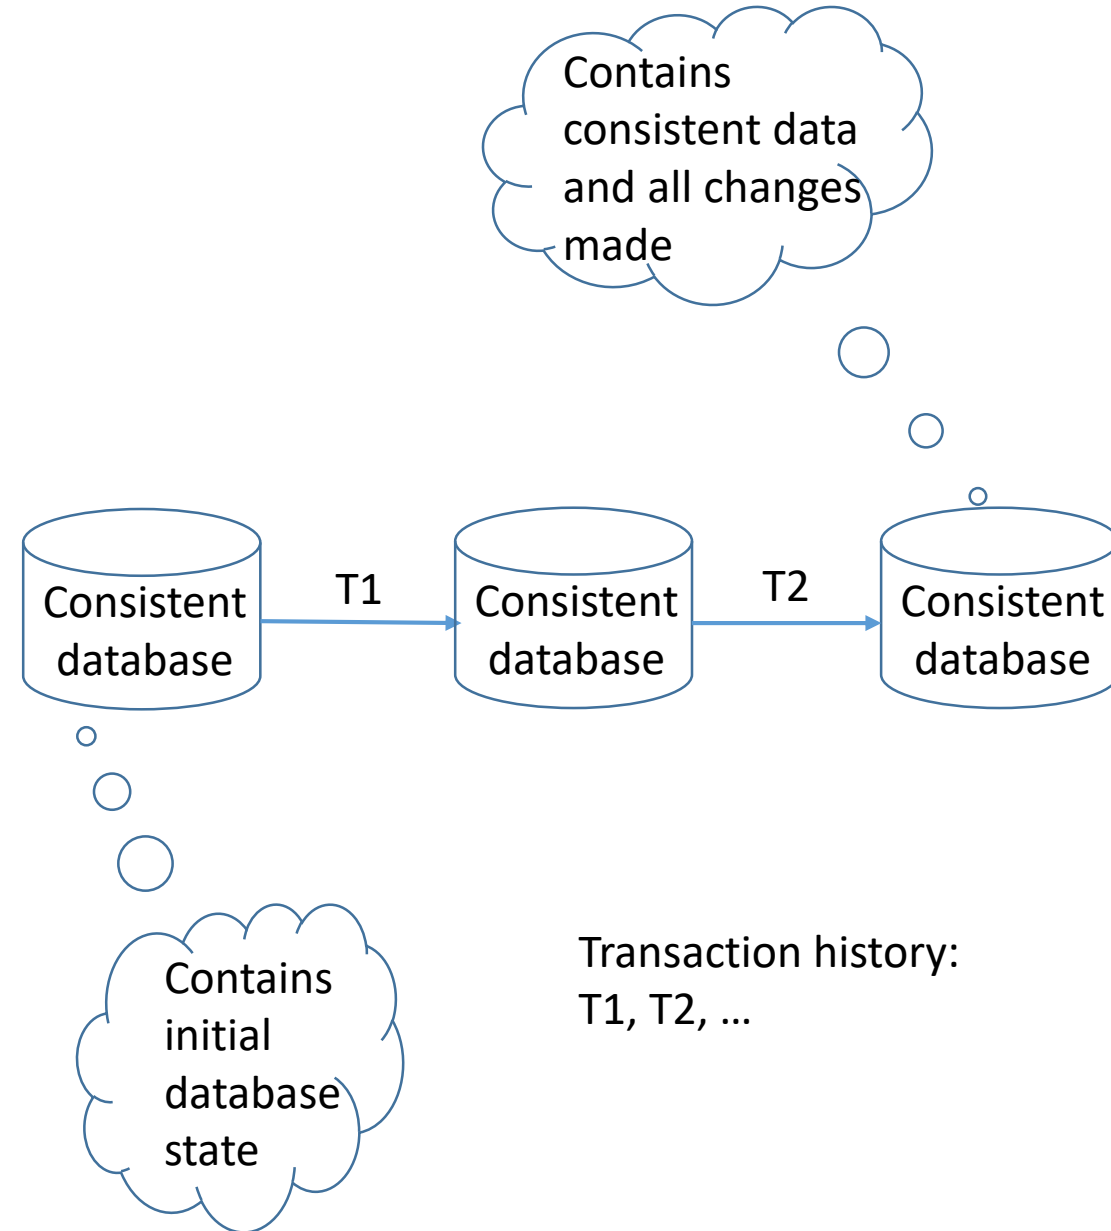 Contains
consistent data
and all changes
made
Consistent
database
T1
Consistent
database
T2
Consistent
database
Contains
initial
database
state
Transaction history:
T1, T2, …